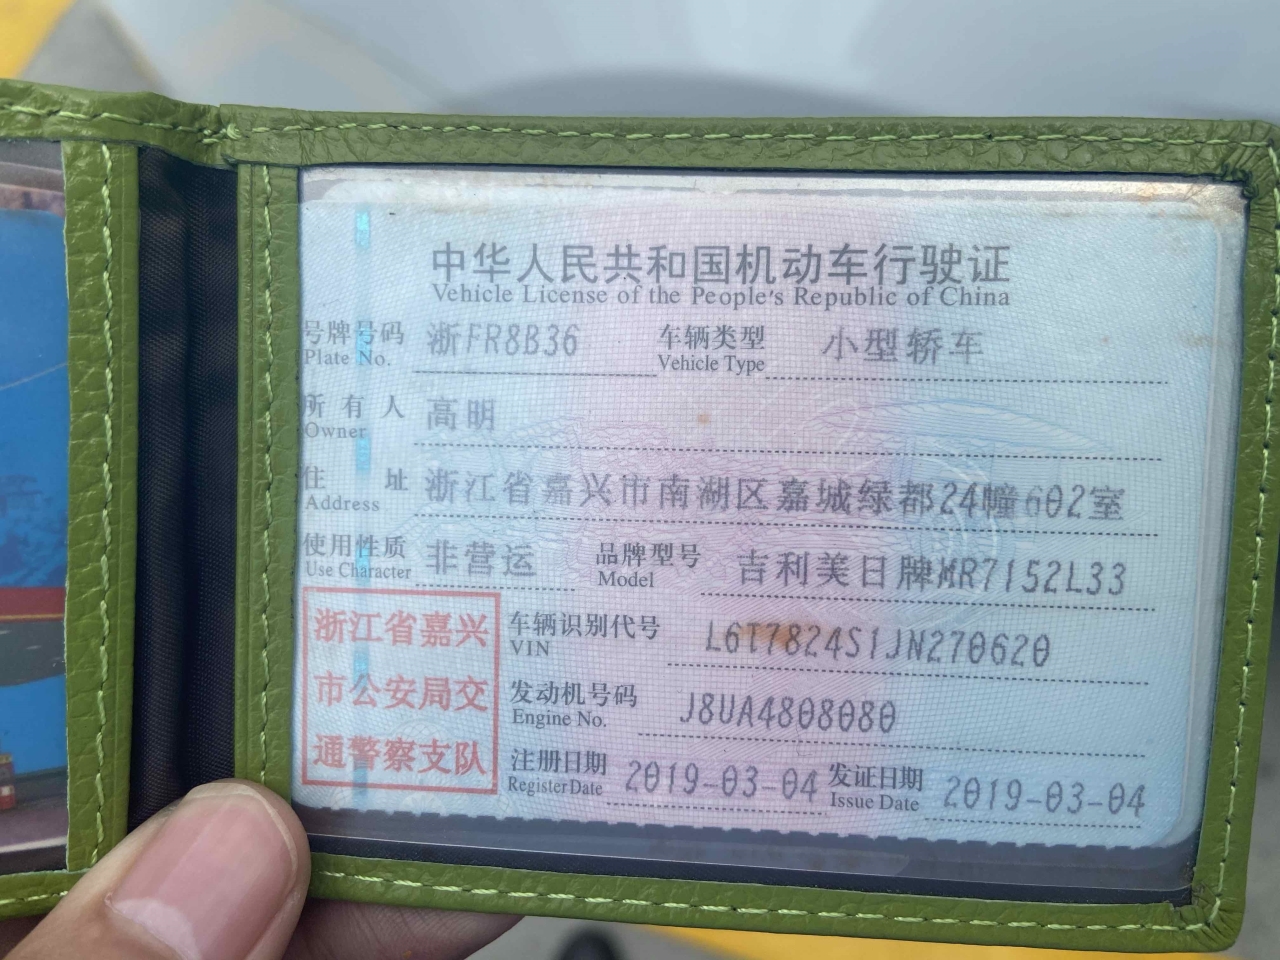 中华人民共和国机动车行驶证
Vehicle License of the People's Republic of China
号牌号码 浙FR8B36 车辆类型 小型轿车
Plate No. Vehicle Type
所有人 高明
Owner
住址 浙江省嘉兴市南湖区嘉城绿都24幢602室
Address
使用性质 非营运 品牌型号 吉利美日牌MR7152L33
Use Character Model
浙江省嘉兴
市公安局交
通警察支队
车辆识别代号 L6T7824S1JN270620
VIN
发动机号码 J8UA4808080
Engine No.
注册日期 2019-03-04 发证日期 2019-03-04
Register Date Issue Date